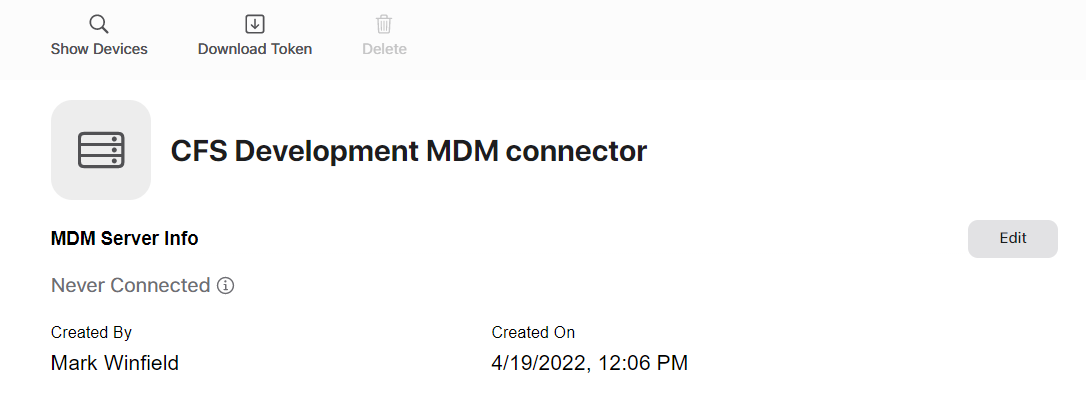 Show Devices
Download Token
Delete
CFS Development MDM connector
MDM Server Info
Edit
Never Connected
Created By
Created On
Mark Winfield
4/19/2022, 12:06 PM